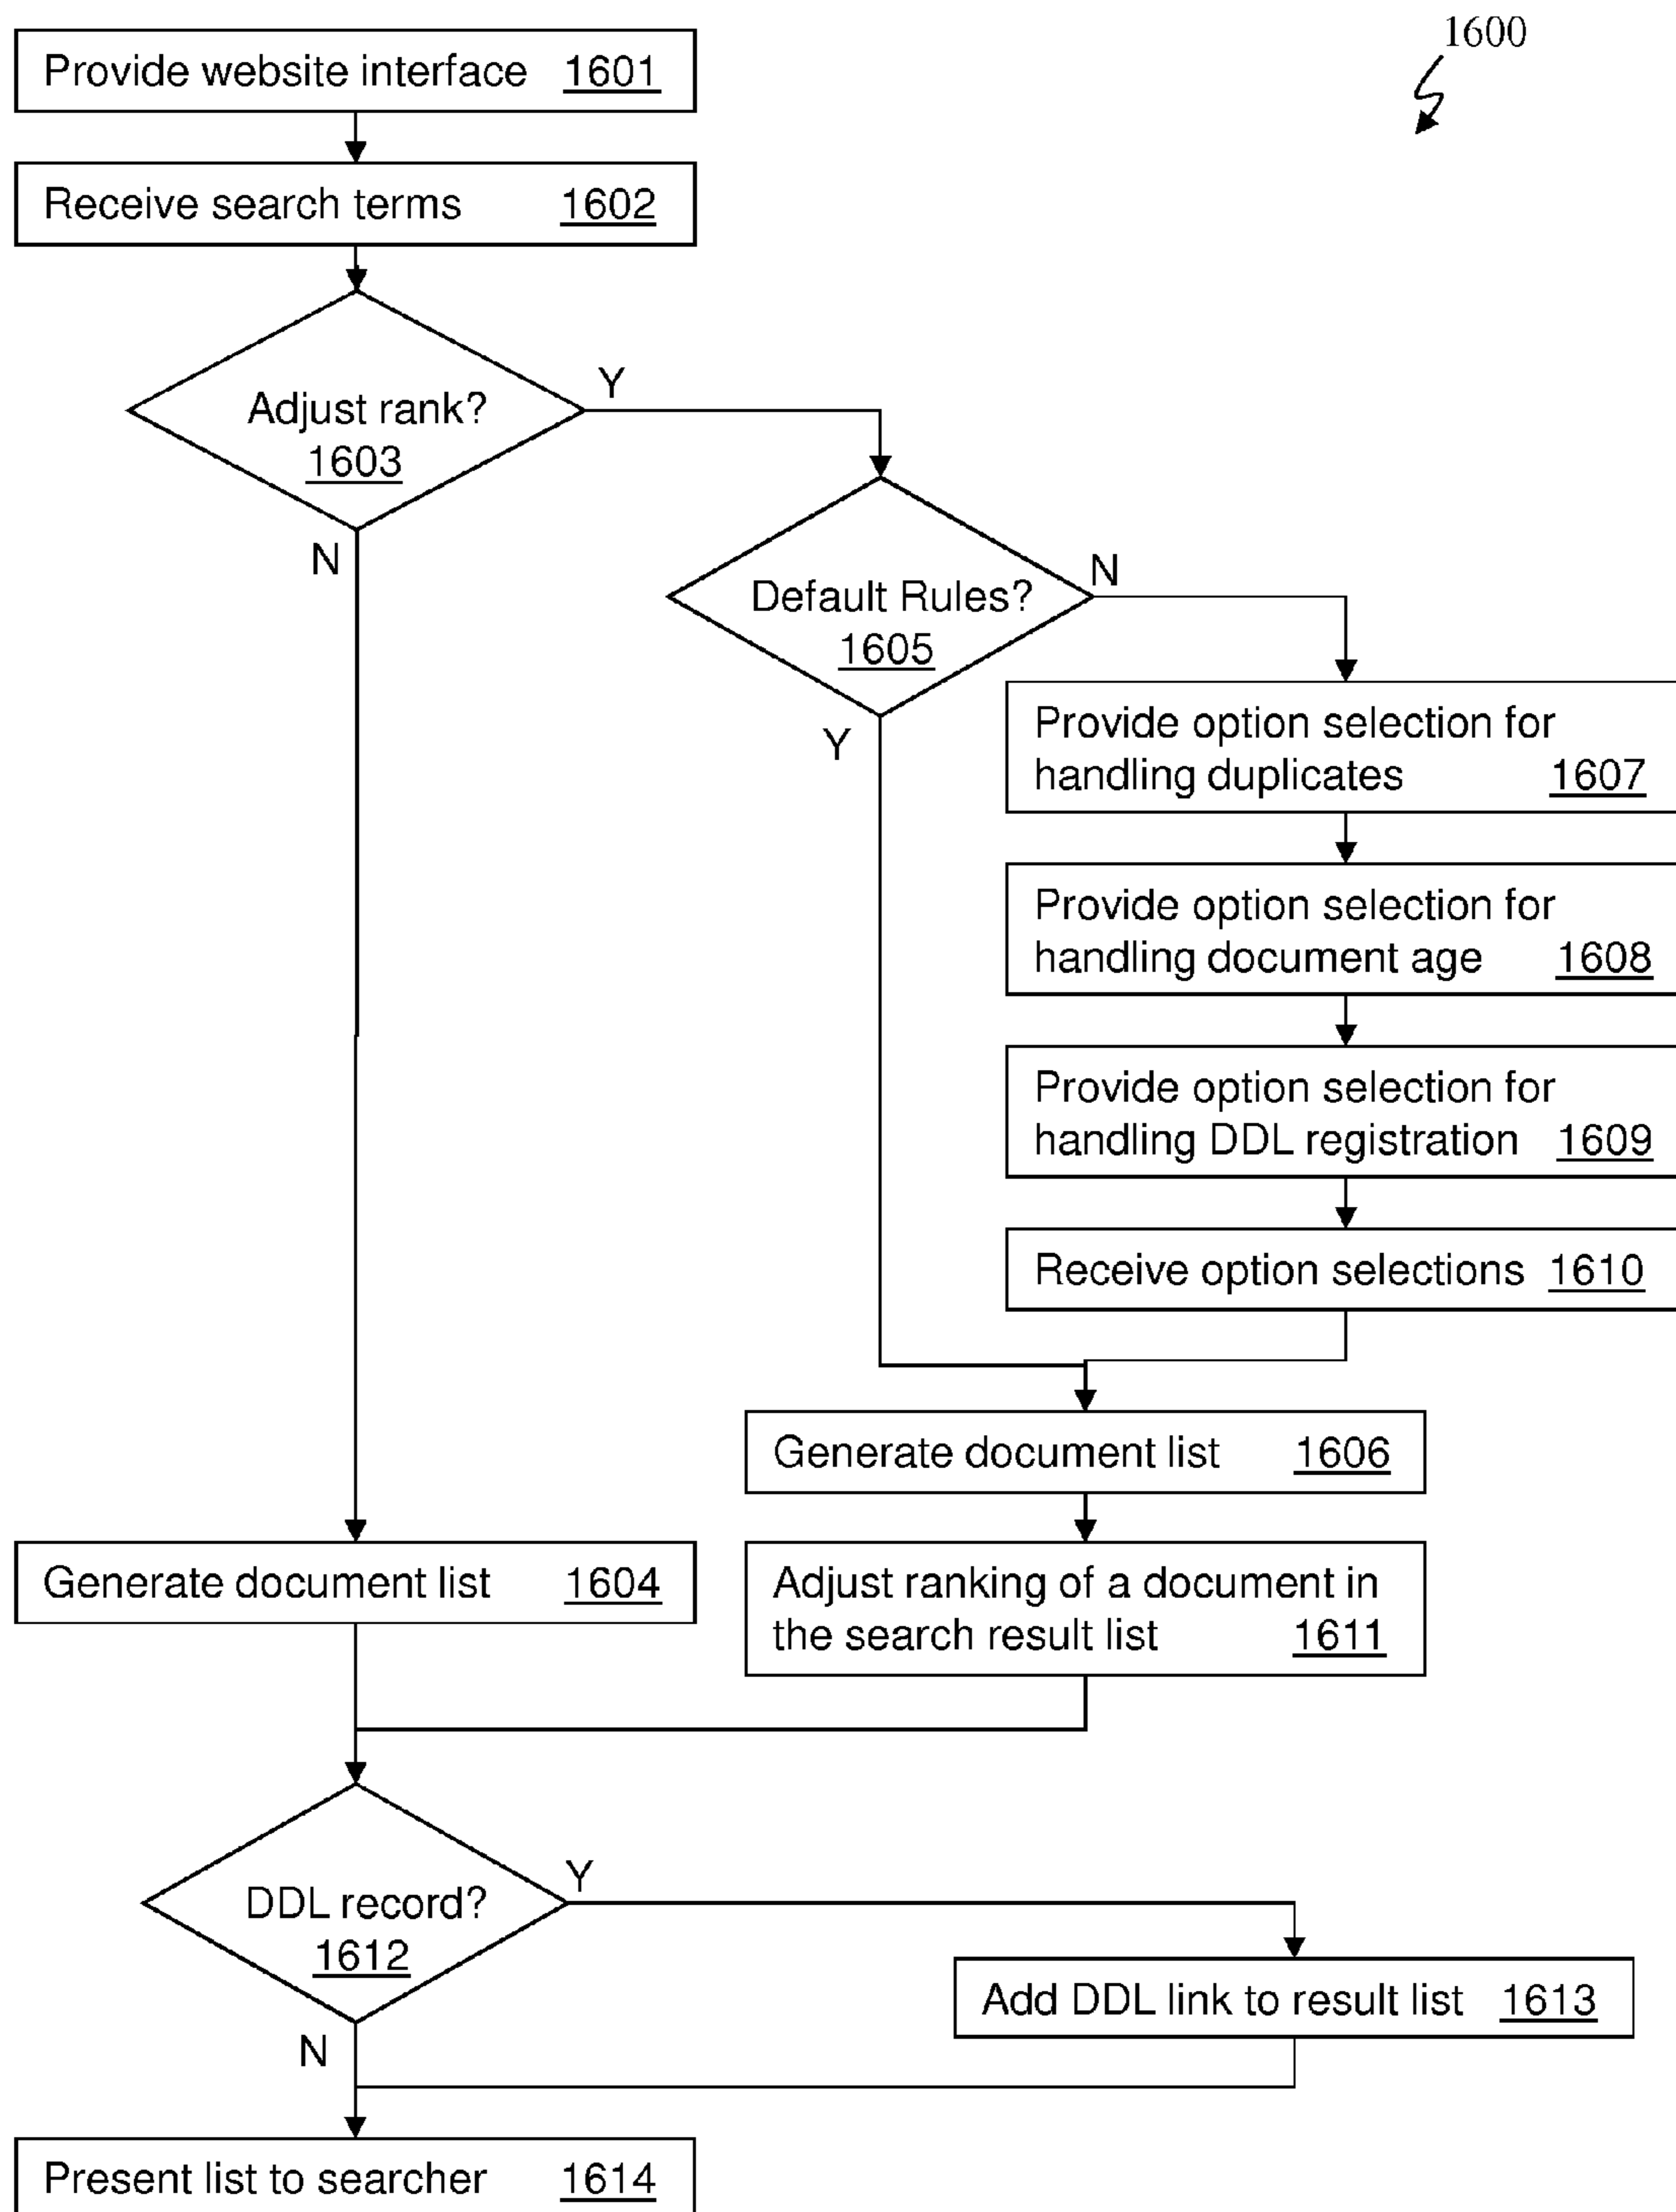 1600
Provide website interface 1601
Receive search terms 1602
Adjust rank?
1603
Y
N
Default Rules?
1605
N
Y
Provide option selection for
handling duplicates 1607
Provide option selection for
handling document age 1608
Provide option selection for
handling DDL registration 1609
Receive option selections 1610
Generate document list 1606
Generate document list 1604
Adjust ranking of a document in
the search result list 1611
DDL record?
1612
Y
N
Add DDL link to result list 1613
Present list to searcher 1614